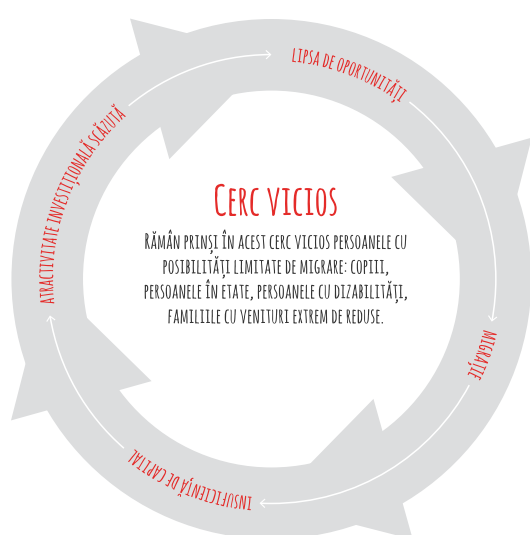 LIPSA DE OPORTUNITĂȚI
MIGRAȚIE
INSUFICIENȚĂ DE CAPITAL
ATRACTIVITATE INVESTIȚIONALĂ SCĂZUTĂ
CERC VICIOS
RĂMÂN PRINȘI ÎN ACEST CERC VICIOS PERSOANELE CU
POSIBILITĂȚI LIMITATE DE MIGRARE: COPIII,
PERSOANELE ÎN ETATE, PERSOANELE CU DIZABILITĂȚI,
FAMILIILE CU VENITURI EXTREM DE REDUSE.